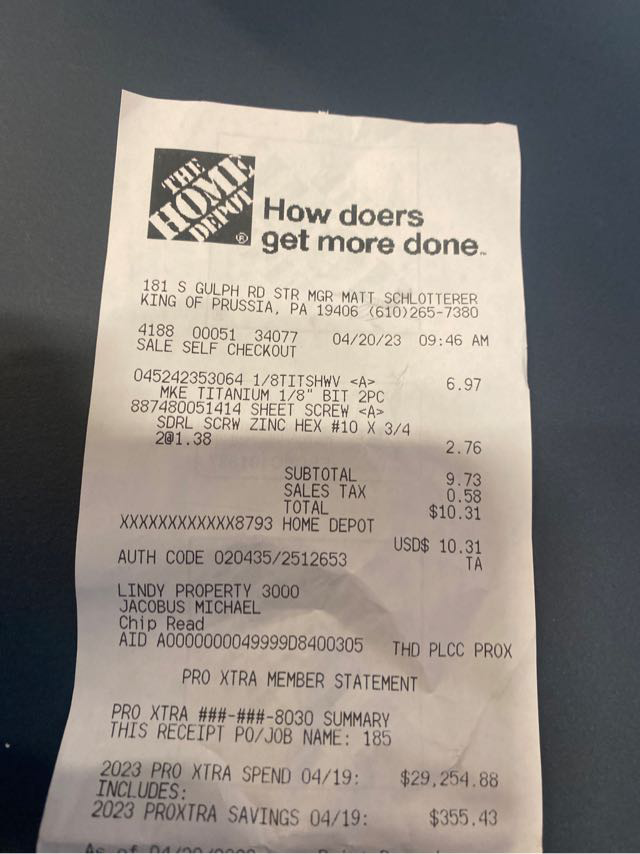 THE
HOME
DEPOT
®
How doers
get more done™
181 S GULPH RD STR MGR MATT SCHLOTTERER
KING OF PRUSSIA, PA 19406 (610)265-7380
4188 00051 34077 04/20/23 09:46 AM
SALE SELF CHECKOUT
045242353064 1/8TITSHWV <A> 6.97
MKE TITANIUM 1/8" BIT 2PC
887480051414 SHEET SCREW <A>
SDRL SCRW ZINC HEX #10 X 3/4
2@1.38 2.76
SUBTOTAL 9.73
SALES TAX 0.58
TOTAL $10.31
XXXXXXXXXXXX8793 HOME DEPOT
USD$ 10.31
AUTH CODE 020435/2512653 TA
LINDY PROPERTY 3000
JACOBUS MICHAEL
Chip Read
AID A0000000049999D8400305 THD PLCC PROX
PRO XTRA MEMBER STATEMENT
PRO XTRA ###-###-8030 SUMMARY
THIS RECEIPT PO/JOB NAME: 185
2023 PRO XTRA SPEND 04/19: $29,254.88
INCLUDES:
2023 PROXTRA SAVINGS 04/19: $355.43
As of